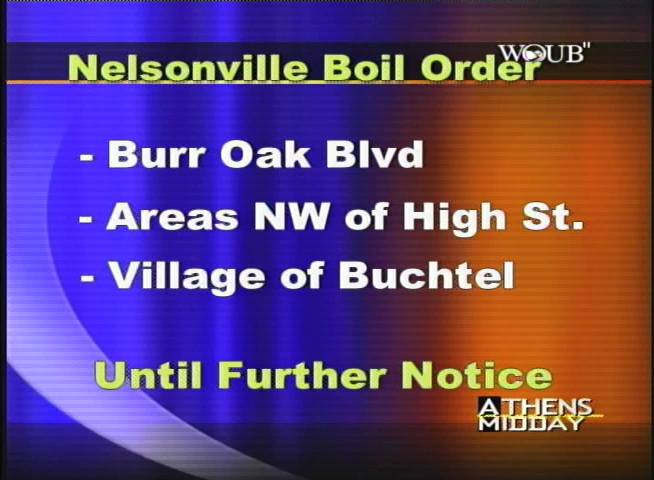 WOUB"
Nelsonville Boil Order
- Burr Oak Blvd
- Areas NW of High St.
- Village of Buchtel
Until Further Notice
ATHENS
MIDDAY